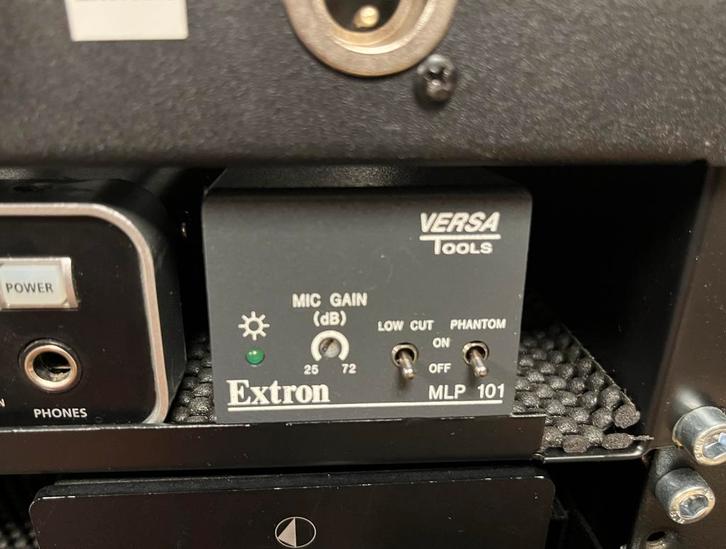 VERSA
TOOLS
POWER
MIC GAIN
(dB)
LOW CUT PHANTOM
ON
OFF
25 72
PHONES
Extron
MLP 101